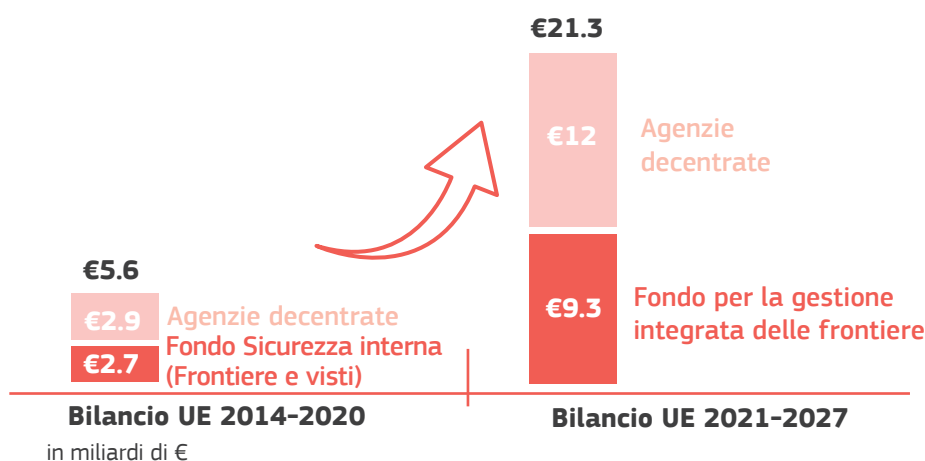 €21.3
€12
Agenzie
decentrate
€5.6
€2.9
Agenzie decentrate
€2.7
Fondo Sicurezza interna
(Frontiere e visti)
€9.3
Fondo per la gestione
integrata delle frontiere
Bilancio UE 2014-2020
Bilancio UE 2021-2027
in miliardi di €